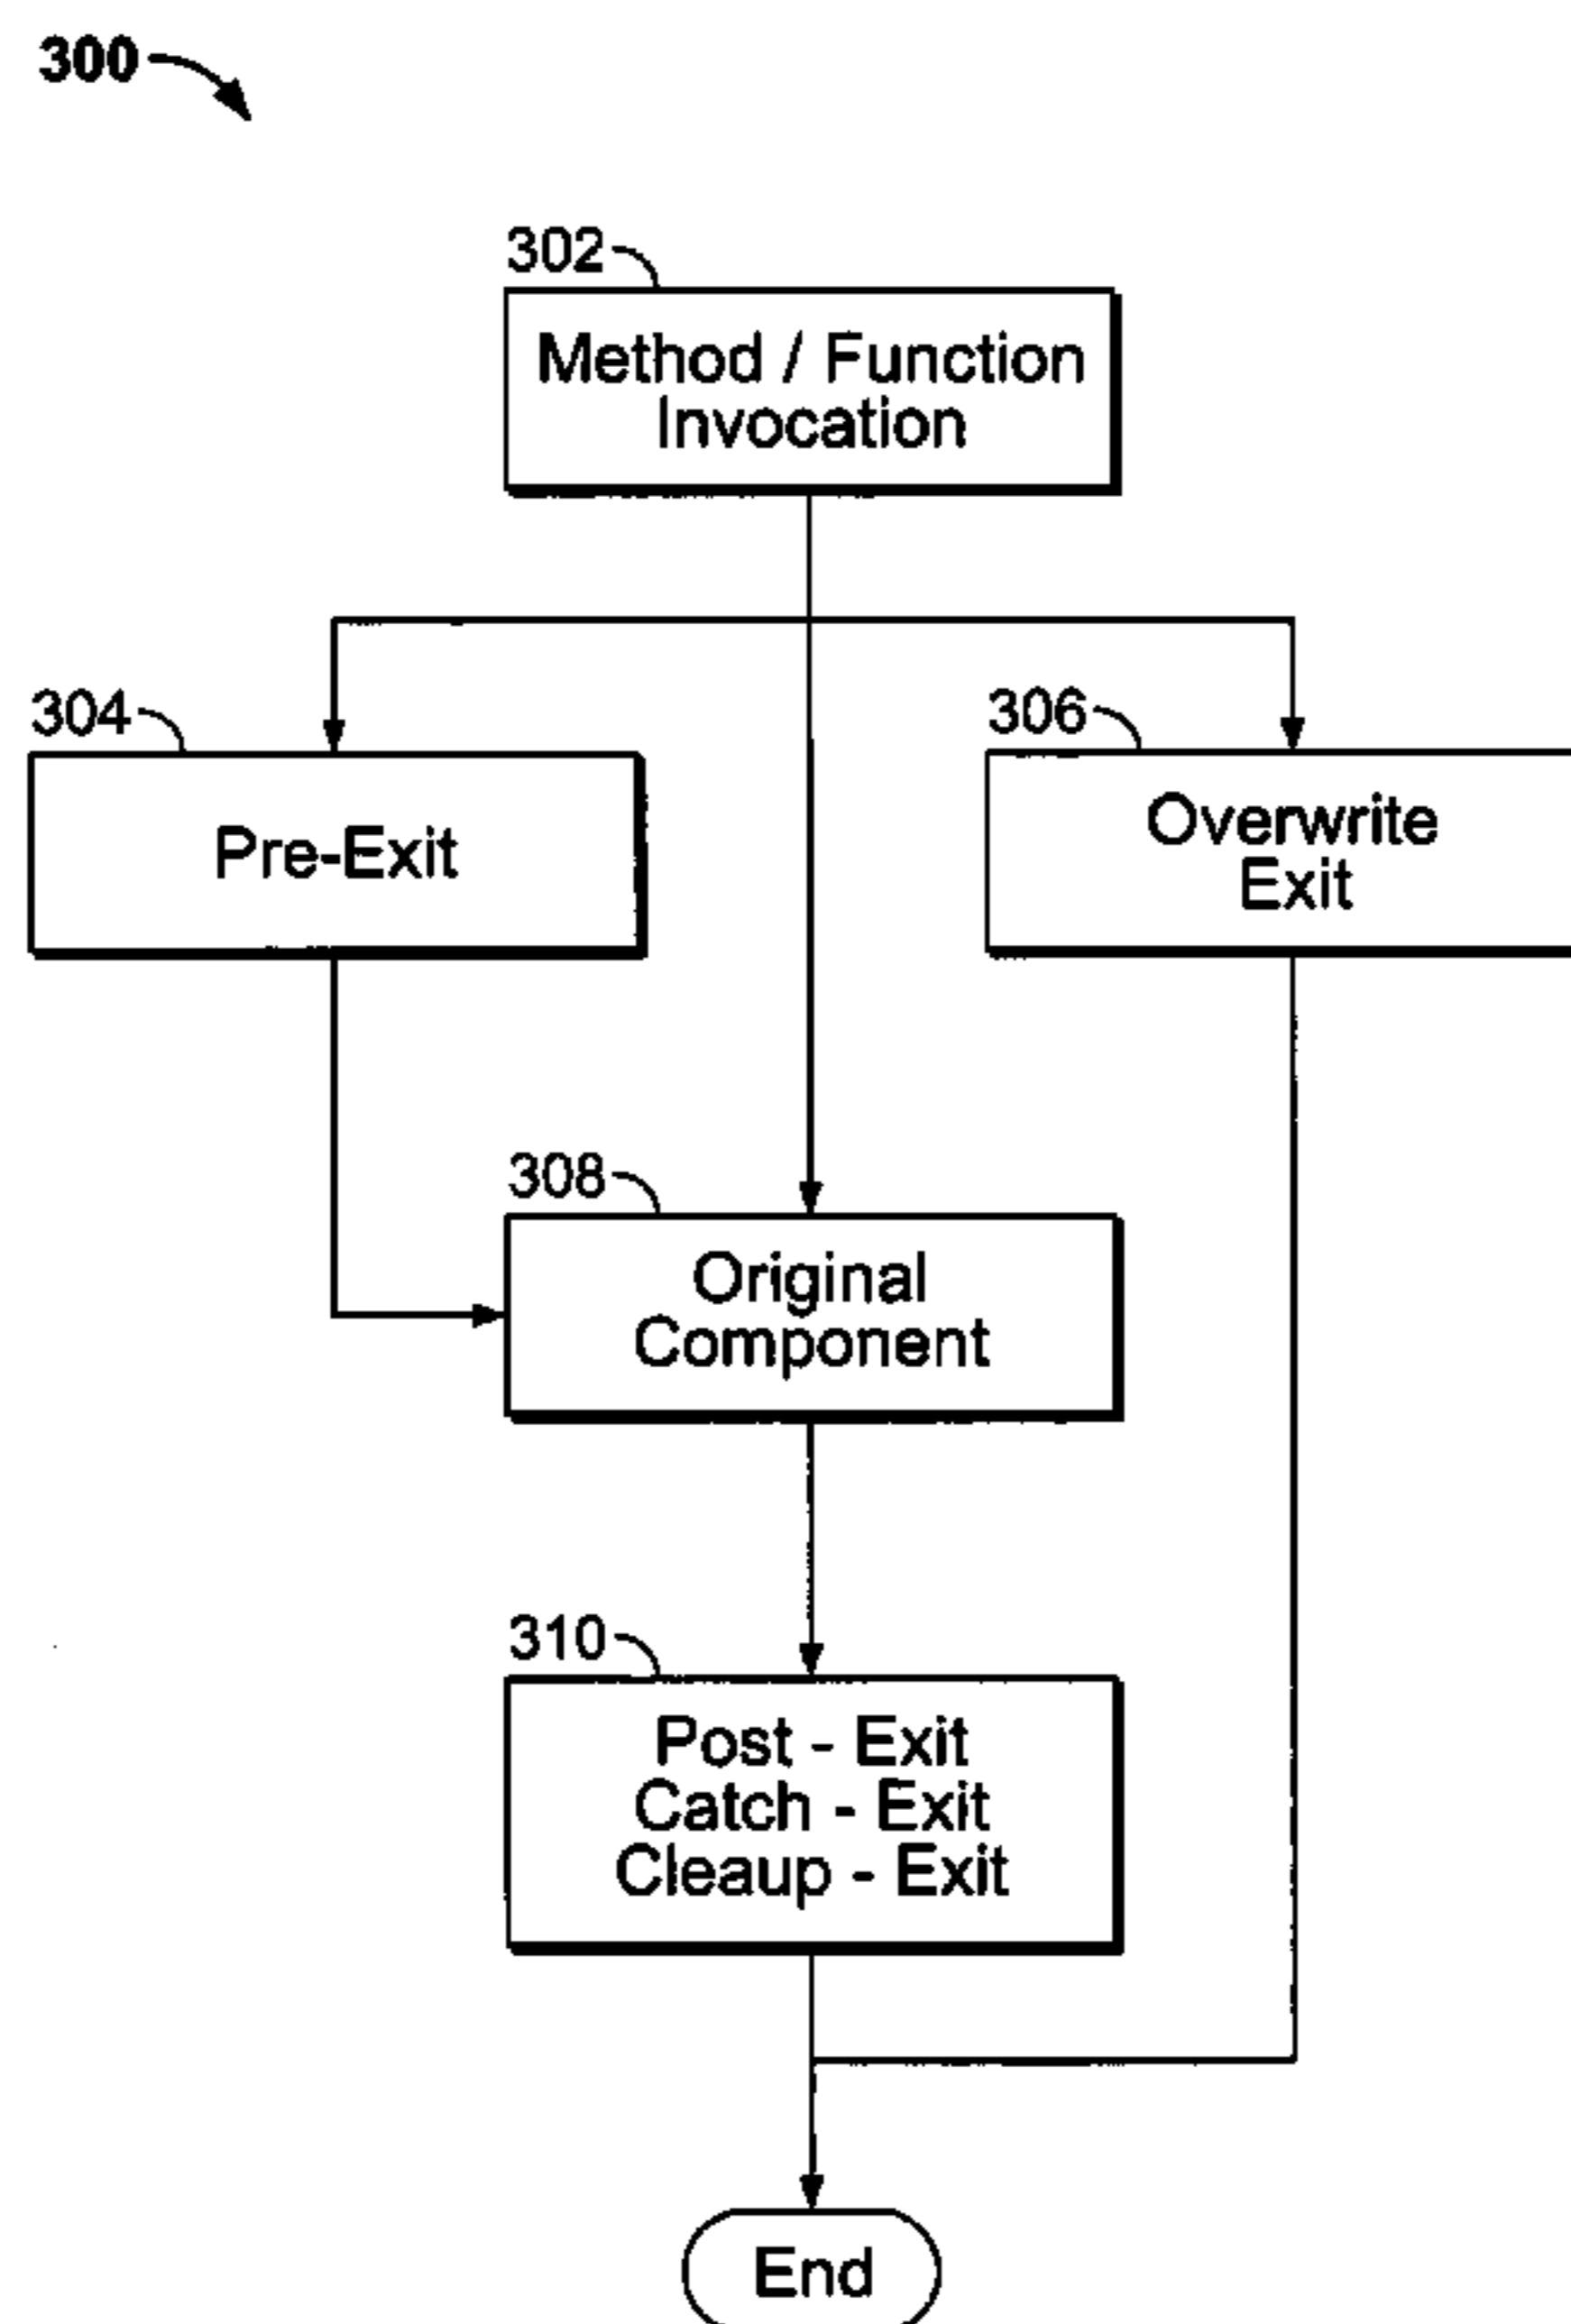 300
302
Method / Function
Invocation
304
Pre-Exit
306
Overwrite
Exit
308
Original
Component
310
Post - Exit
Catch - Exit
Cleaup - Exit
End